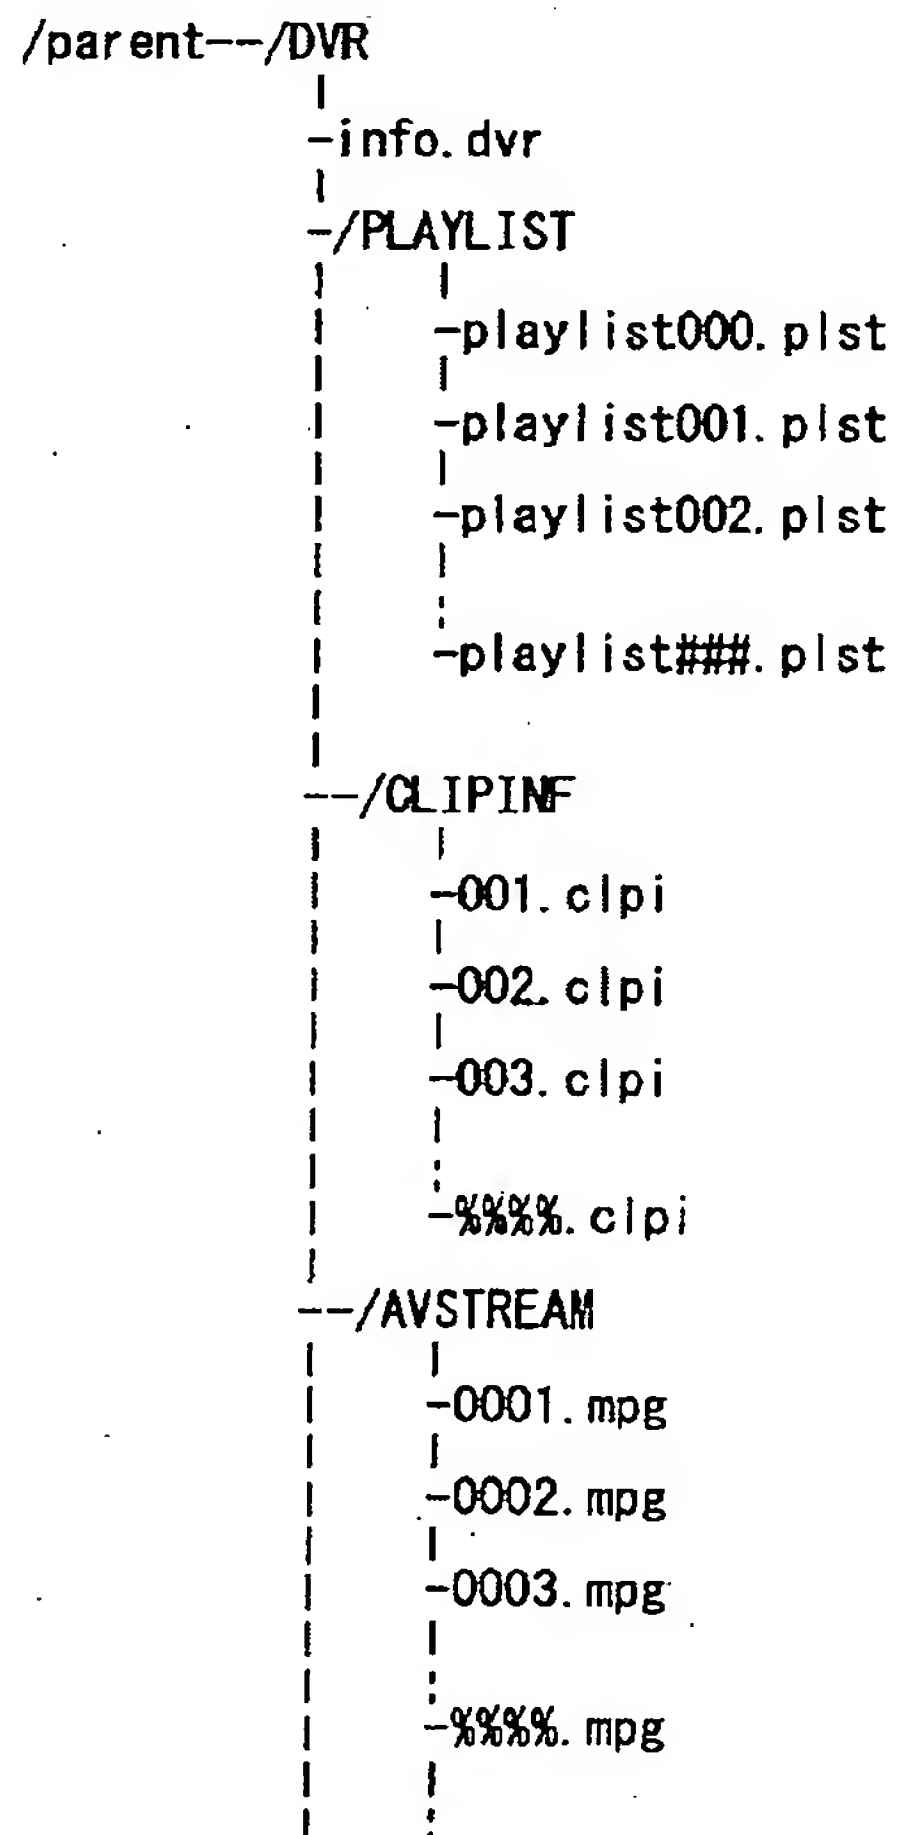 /parent--/DVR
-info.dvr
-/PLAYLIST
-playlist000.plst
-playlist001.plst
-playlist002.plst
-playlist###.plst
--/CLIPINF
-001.clpi
-002.clpi
-003.clpi
-%%%%.clpi
--/AVSTREAM
-0001.mpg
-0002.mpg
-0003.mpg
-%%%%.mpg